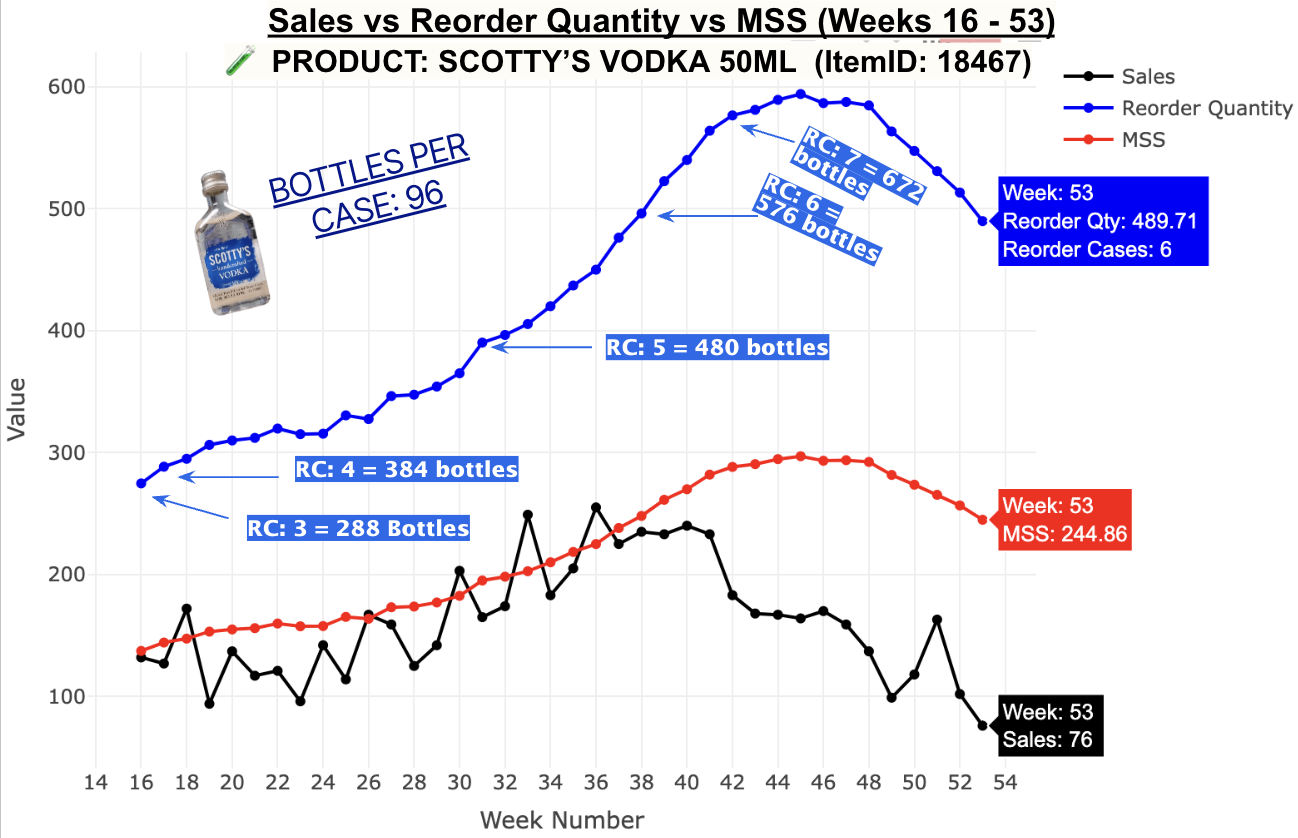 Sales vs Reorder Quantity vs MSS (Weeks 16 - 53)
PRODUCT: SCOTTY’S VODKA 50ML (ItemID: 18467)
Sales
Reorder Quantity
MSS
BOTTLES PER
CASE: 96
SCOTTY'S
handcrafted
VODKA
RC: 7 = 672
bottles
RC: 6 =
576 bottles
Week: 53
Reorder Qty: 489.71
Reorder Cases: 6
RC: 5 = 480 bottles
RC: 4 = 384 bottles
RC: 3 = 288 Bottles
Week: 53
MSS: 244.86
Week: 53
Sales: 76
600
500
400
300
200
100
Value
14 16 18 20 22 24 26 28 30 32 34 36 38 40 42 44 46 48 50 52 54
Week Number